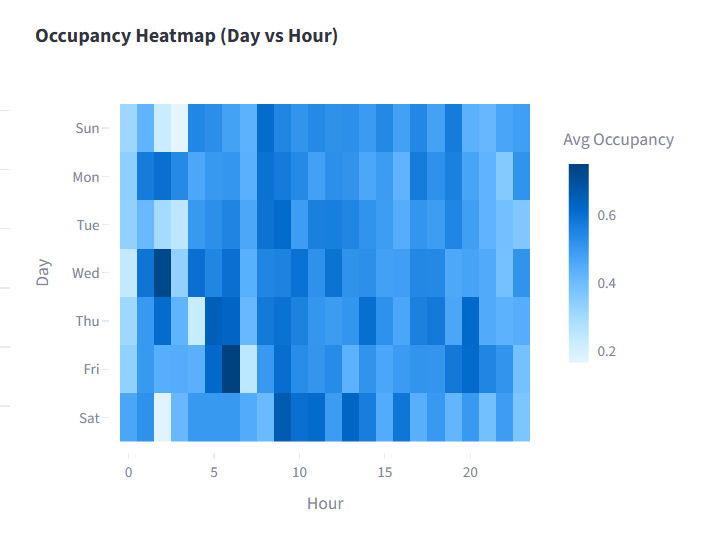 Occupancy Heatmap (Day vs Hour)
Avg Occupancy
Sun
Mon
Tue
Wed
Thu
Fri
Sat
Day
0.6
0.4
0.2
0 5 10 15 20
Hour